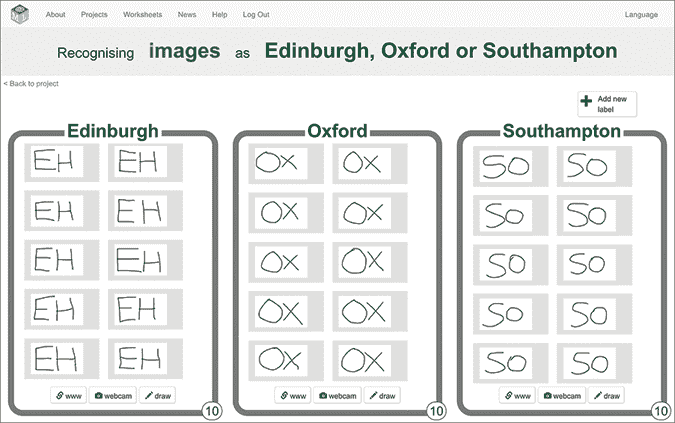 About Projects Worksheets News Help Log Out Language
Recognising images as Edinburgh, Oxford or Southampton
< Back to project
Add new
label
Edinburgh Oxford Southampton
EH EH OX OX SO SO
EH EH OX OX SO SO
EH EH OX OX SO SO
EH EH OX OX SO SO
EH EH OX OX SO SO
www webcam draw www webcam draw www webcam draw
10 10 10